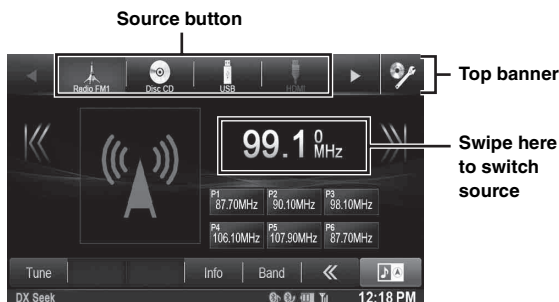 Source button
Radio FM1 Disc CD USB HDMI
Top banner
99.1 0 MHz
Swipe here
to switch
source
P1 87.70MHz P2 90.10MHz P3 98.10MHz
P4 106.10MHz P5 107.90MHz P6 87.70MHz
Tune Info Band
DX Seek 12:18 PM